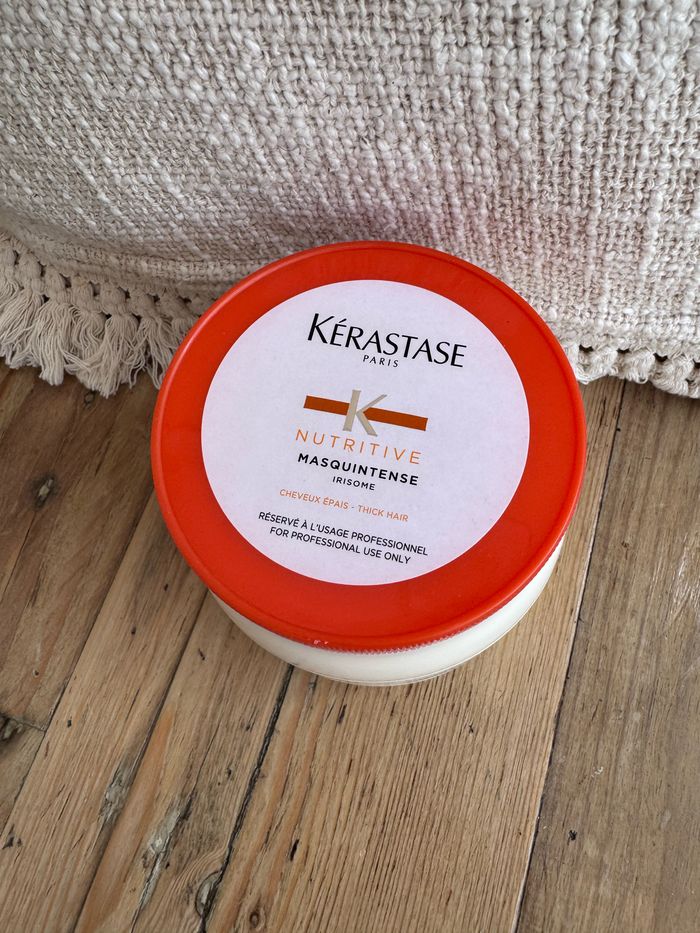 KÉRASTASE
PARIS
K
NUTRITIVE
MASQUINTENSE
IRISOME
CHEVEUX ÉPAIS - THICK HAIR
RÉSERVÉ À L'USAGE PROFESSIONNEL
FOR PROFESSIONAL USE ONLY